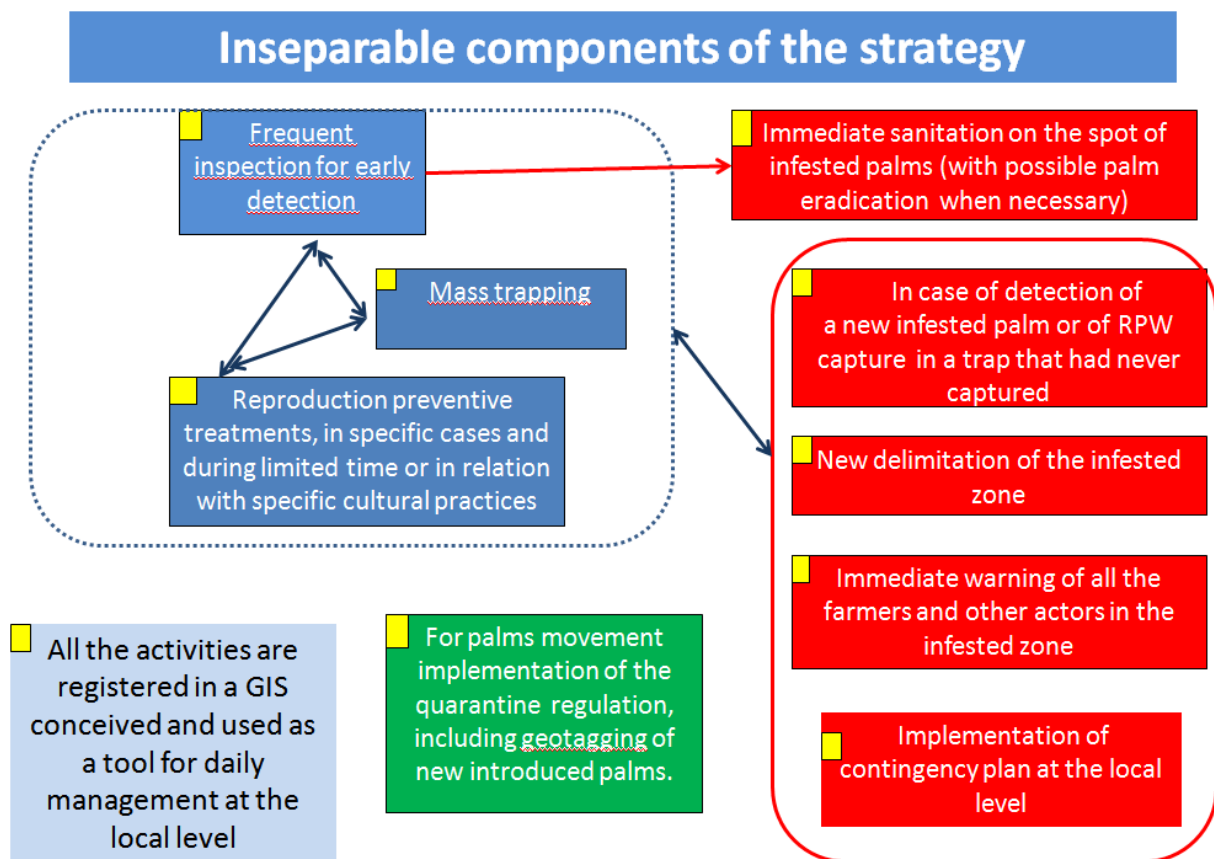 Inseparable components of the strategy
Frequent
inspection for early
detection
Immediate sanitation on the spot of
infested palms (with possible palm
eradication when necessary)
Mass trapping
Reproduction preventive
treatments, in specific cases and
during limited time or in relation
with specific cultural practices
In case of detection of
a new infested palm or of RPW
capture in a trap that had never
captured
New delimitation of the infested
zone
Immediate warning of all the
farmers and other actors in the
infested zone
Implementation of
contingency plan at the local
level
All the activities are
registered in a GIS
conceived and used as
a tool for daily
management at the
local level
For palms movement
implementation of the
quarantine regulation,
including geotagging of
new introduced palms.